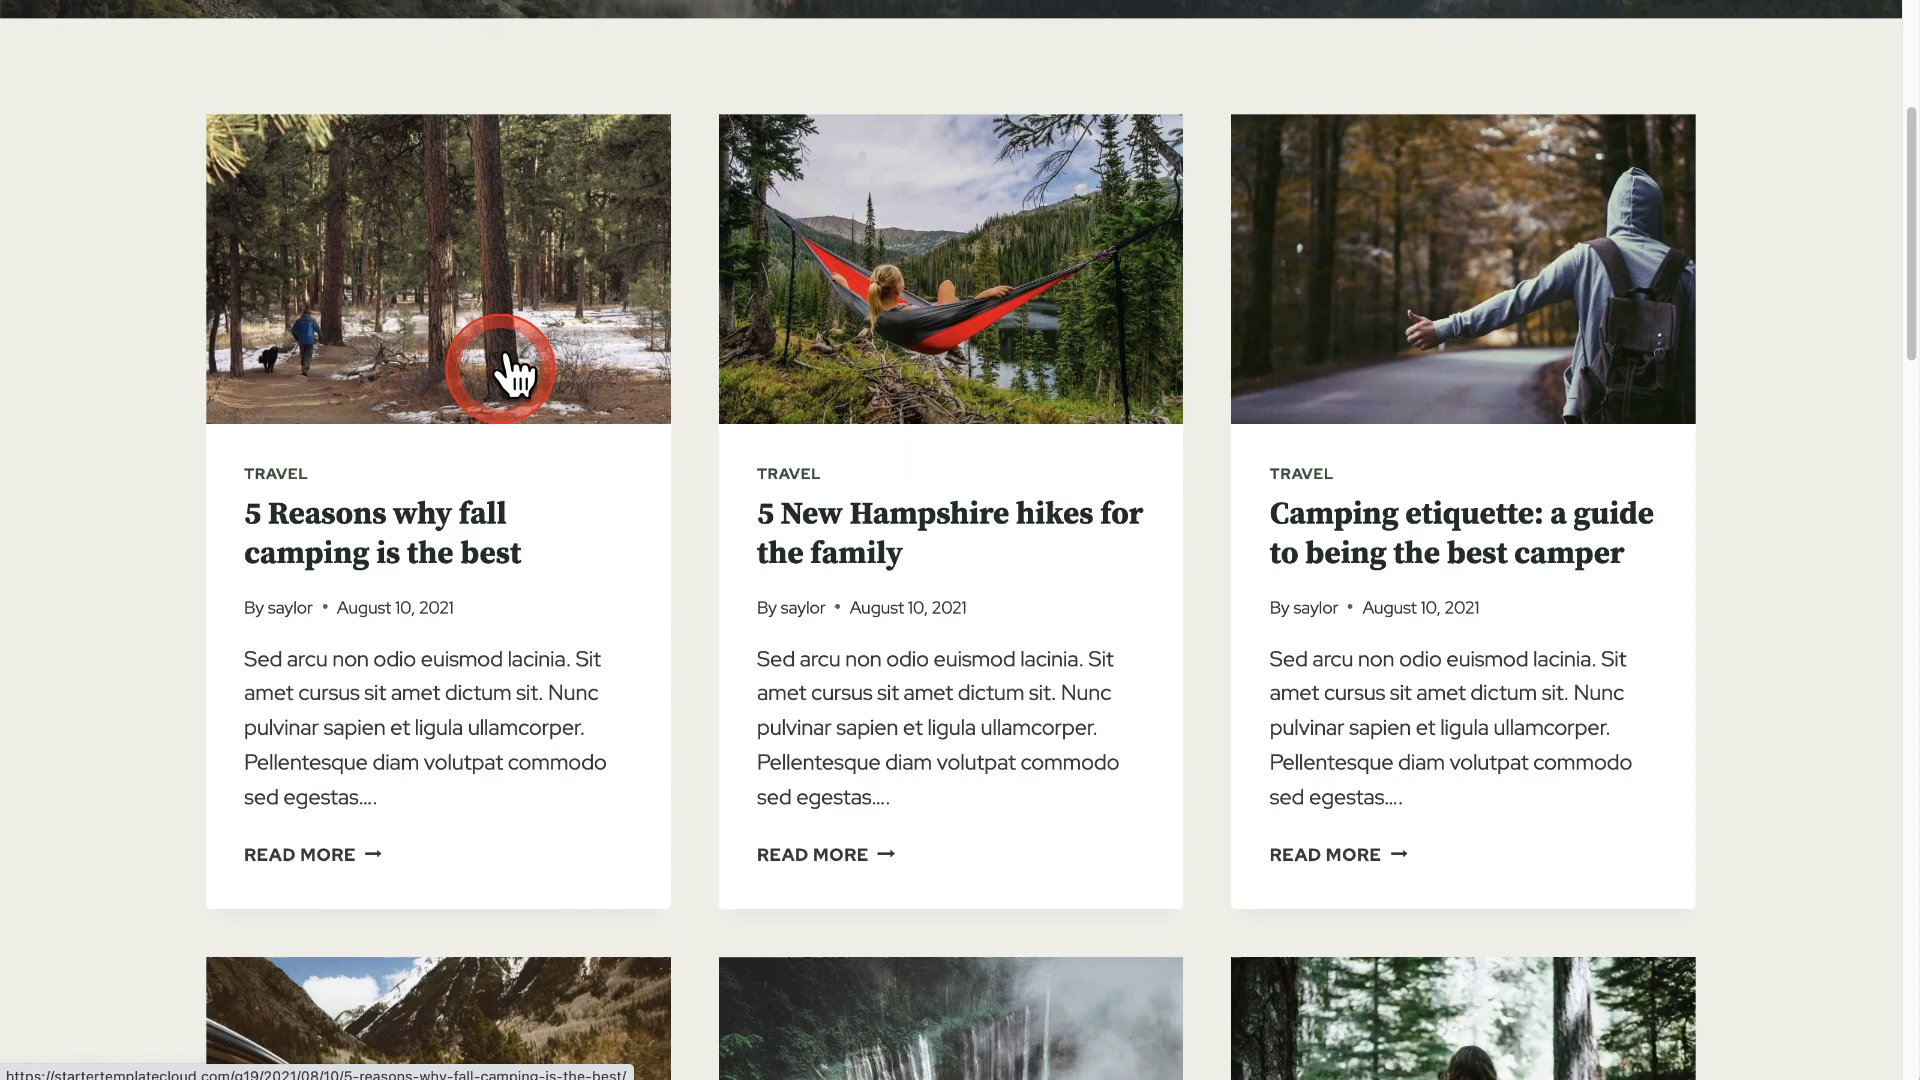 TRAVEL
5 Reasons why fall
camping is the best
By saylor • August 10, 2021
Sed arcu non odio euismod lacinia. Sit
amet cursus sit amet dictum sit. Nunc
pulvinar sapien et ligula ullamcorper.
Pellentesque diam volutpat commodo
sed egestas....
READ MORE →
TRAVEL
5 New Hampshire hikes for
the family
By saylor • August 10, 2021
Sed arcu non odio euismod lacinia. Sit
amet cursus sit amet dictum sit. Nunc
pulvinar sapien et ligula ullamcorper.
Pellentesque diam volutpat commodo
sed egestas....
READ MORE →
TRAVEL
Camping etiquette: a guide
to being the best camper
By saylor • August 10, 2021
Sed arcu non odio euismod lacinia. Sit
amet cursus sit amet dictum sit. Nunc
pulvinar sapien et ligula ullamcorper.
Pellentesque diam volutpat commodo
sed egestas....
READ MORE →
https://startertemplatecloud.com/g19/2021/08/10/5-reasons-why-fall-camping-is-the-best/